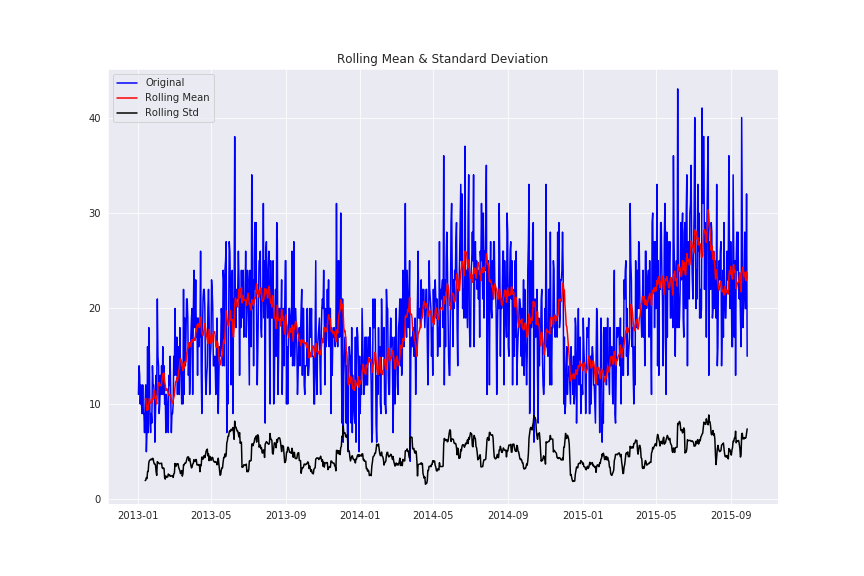 Rolling Mean & Standard Deviation
Original
Rolling Mean
Rolling Std
40
30
20
10
0
2013-01 2013-05 2013-09 2014-01 2014-05 2014-09 2015-01 2015-05 2015-09